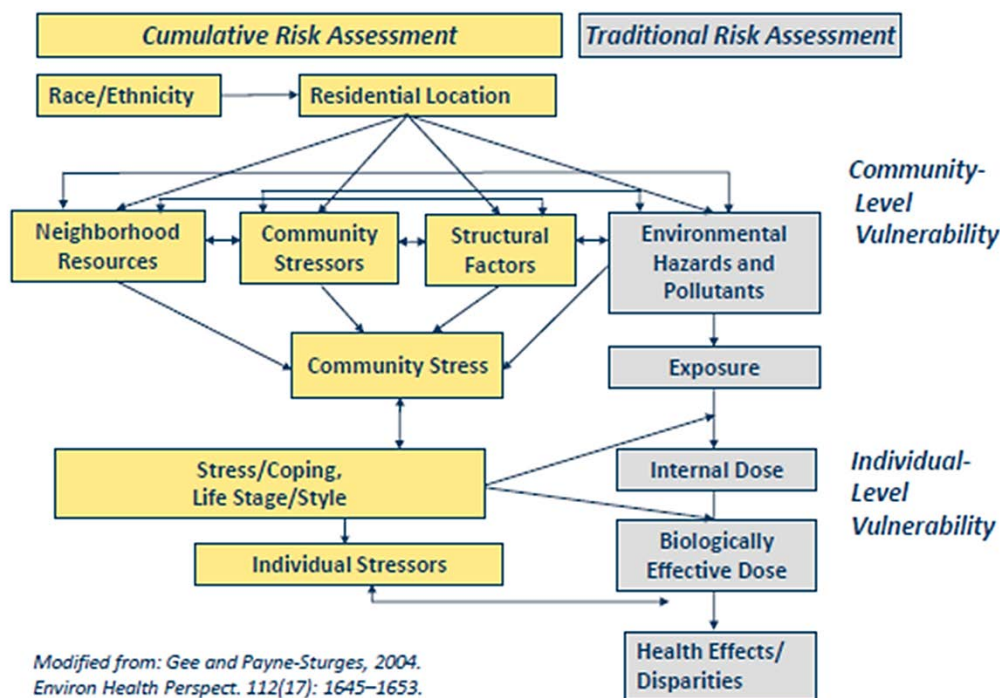 Cumulative Risk Assessment
Traditional Risk Assessment
Race/Ethnicity
Residential Location
Community-
Level
Vulnerability
Neighborhood
Resources
Community
Stressors
Structural
Factors
Environmental
Hazards and
Pollutants
Community Stress
Exposure
Stress/Coping,
Life Stage/Style
Internal Dose
Individual-
Level
Vulnerability
Individual Stressors
Biologically
Effective Dose
Health Effects/
Disparities
Modified from: Gee and Payne-Sturges, 2004.
Environ Health Perspect. 112(17): 1645–1653.